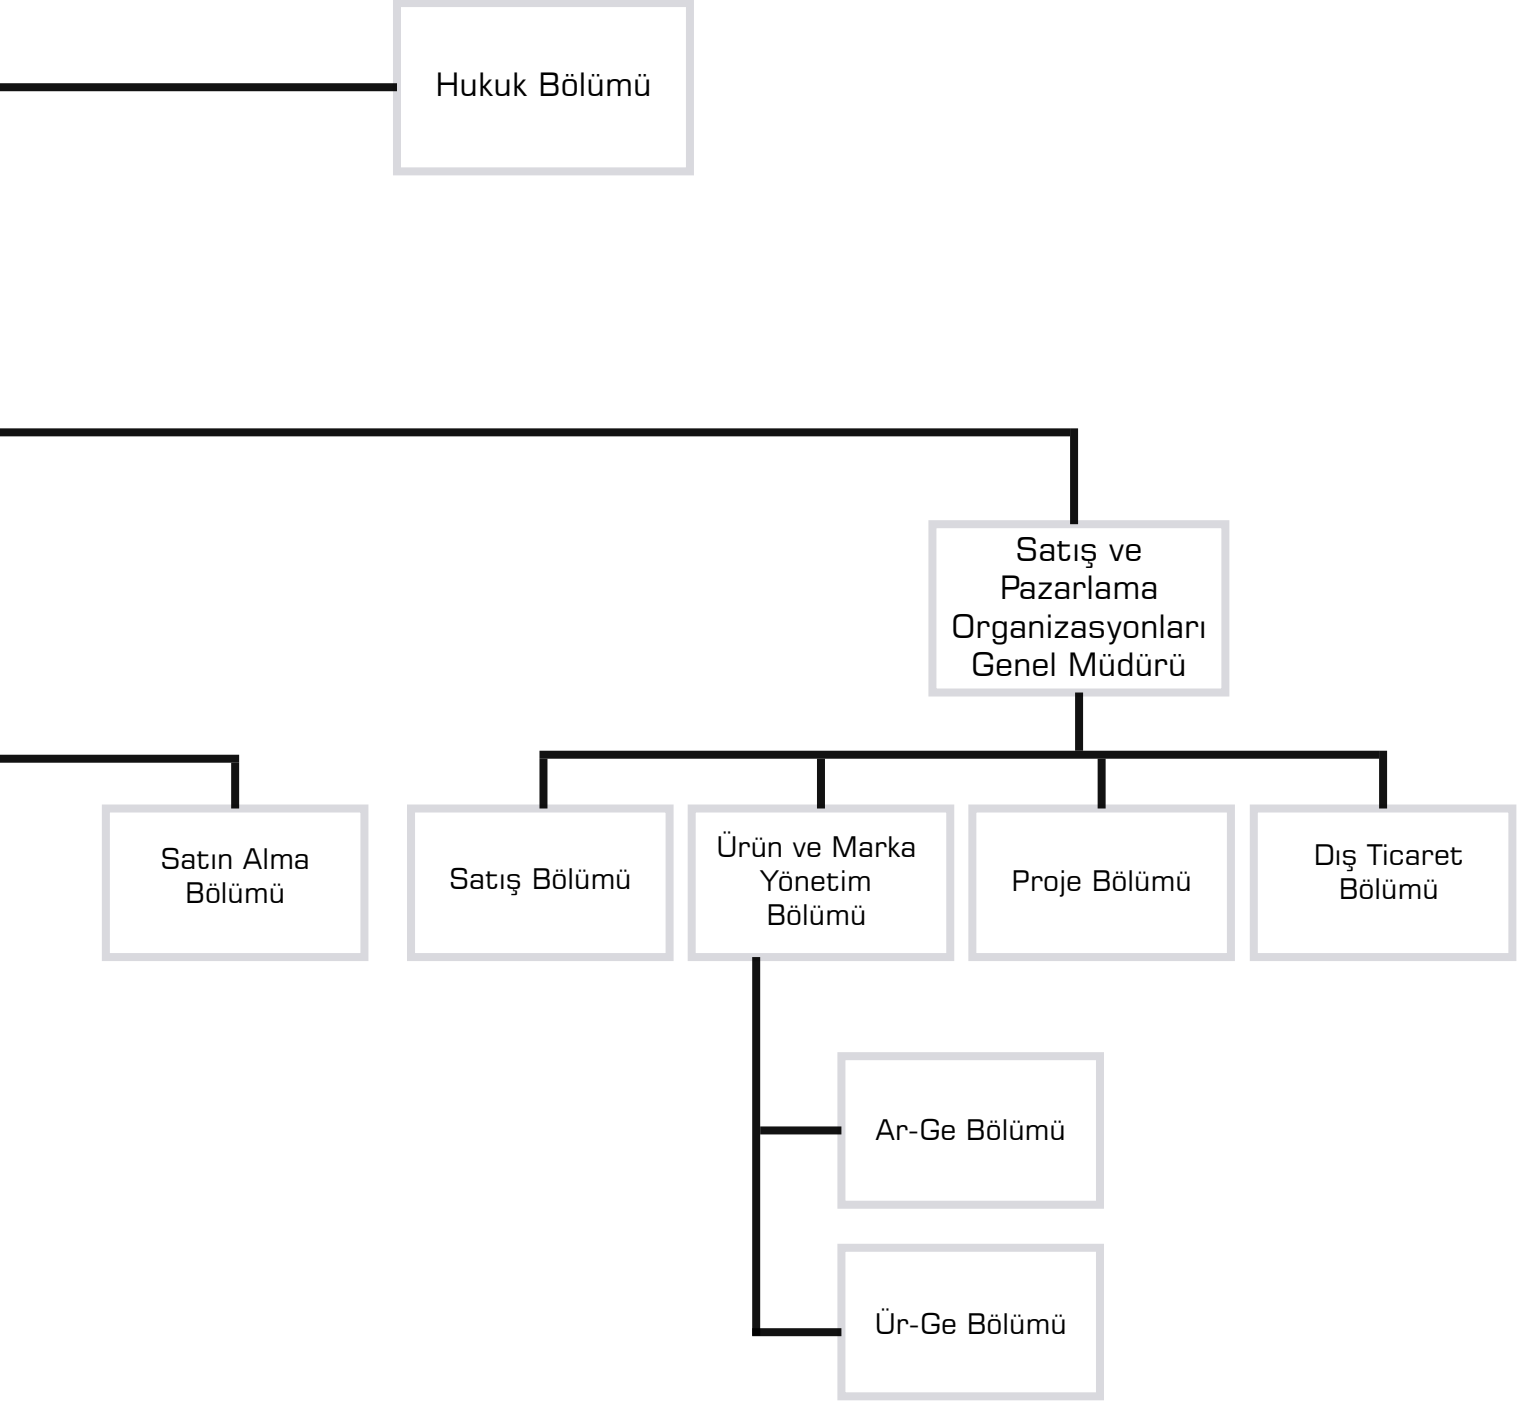 Hukuk Bölümü
Satış ve
Pazarlama
Organizasyonları
Genel Müdürü
Satın Alma
Bölümü
Satış Bölümü
Ürün ve Marka
Yönetim
Bölümü
Proje Bölümü
Dış Ticaret
Bölümü
Ar-Ge Bölümü
Ür-Ge Bölümü